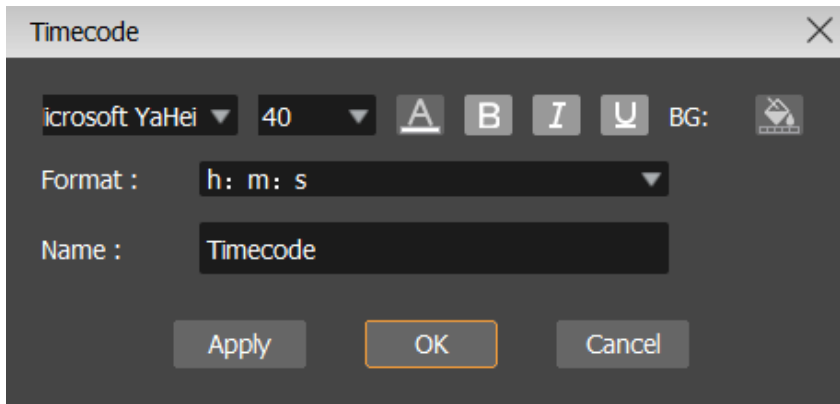 Timecode
icrosoft YaHei 40 A B I U BG:
Format : h：m：s
Name : Timecode
Apply OK Cancel